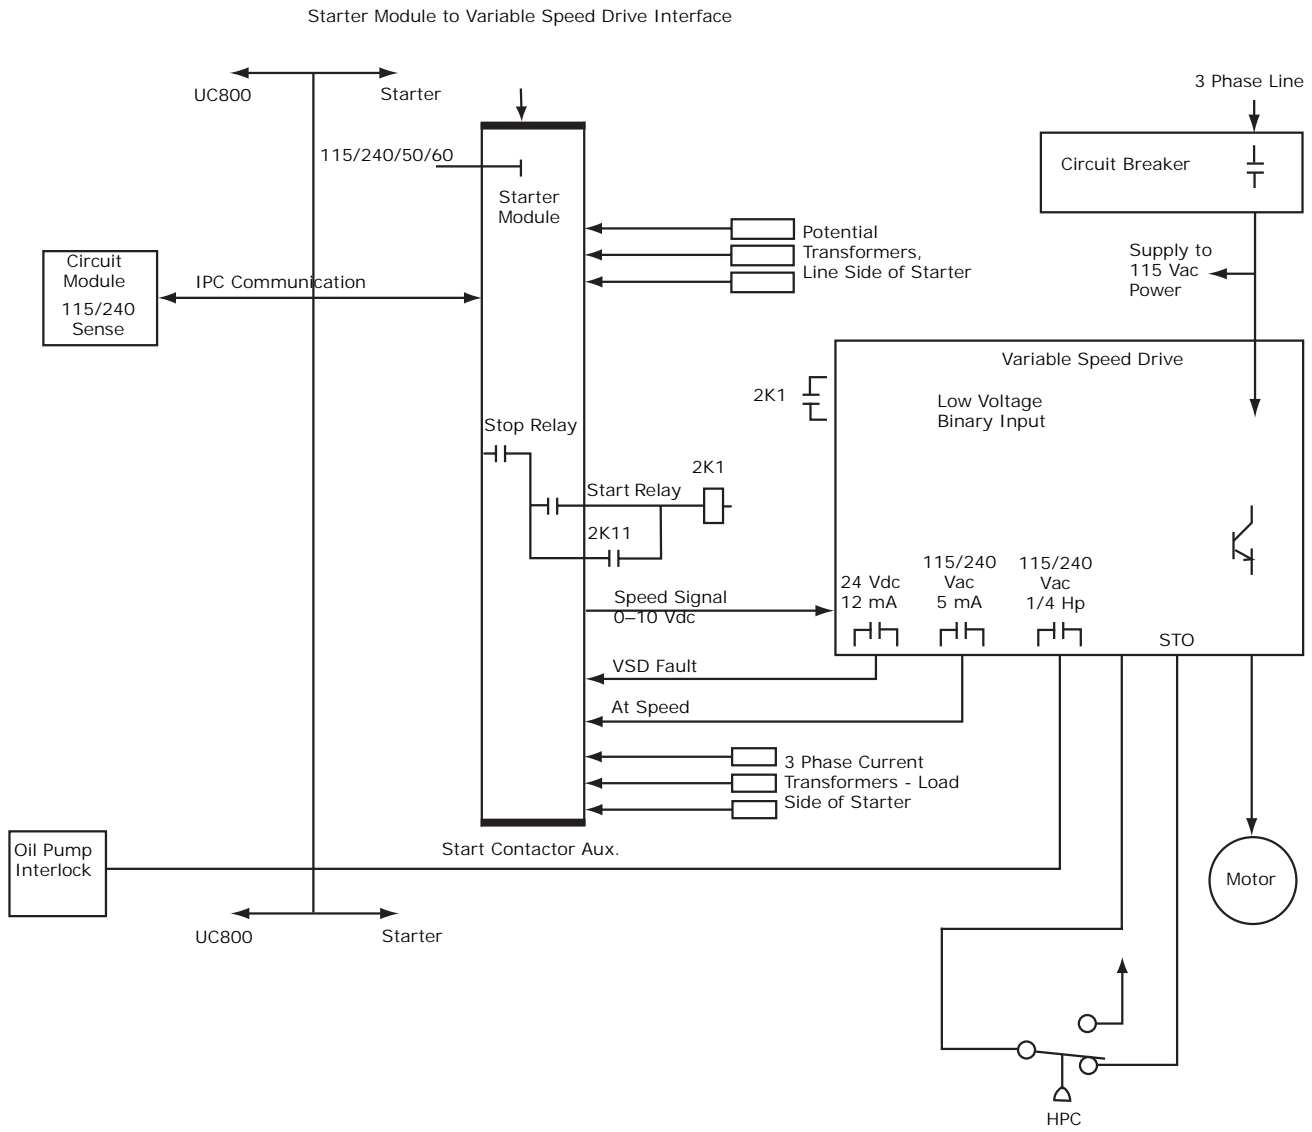 Starter Module to Variable Speed Drive Interface
UC800
Starter
3 Phase Line
115/240/50/60
Circuit Breaker
Starter
Module
Potential
Transformers,
Line Side of Starter
Supply to
115 Vac
Power
Circuit
Module
115/240
Sense
IPC Communication
Variable Speed Drive
2K1
Low Voltage
Binary Input
Stop Relay
2K1
Start Relay
2K11
24 Vdc
12 mA
115/240
Vac
5 mA
115/240
Vac
1/4 Hp
Speed Signal
0–10 Vdc
STO
VSD Fault
At Speed
3 Phase Current
Transformers - Load
Side of Starter
Oil Pump
Interlock
Start Contactor Aux.
Motor
UC800
Starter
HPC